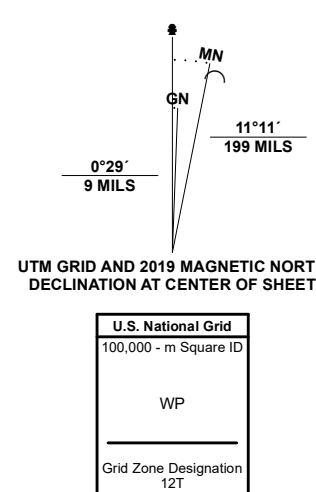 MN
GN
11°11´
199 MILS
0°29´
9 MILS
UTM GRID AND 2019 MAGNETIC NORT
DECLINATION AT CENTER OF SHEET
U.S. National Grid
100,000 - m Square ID
WP
Grid Zone Designation
12T